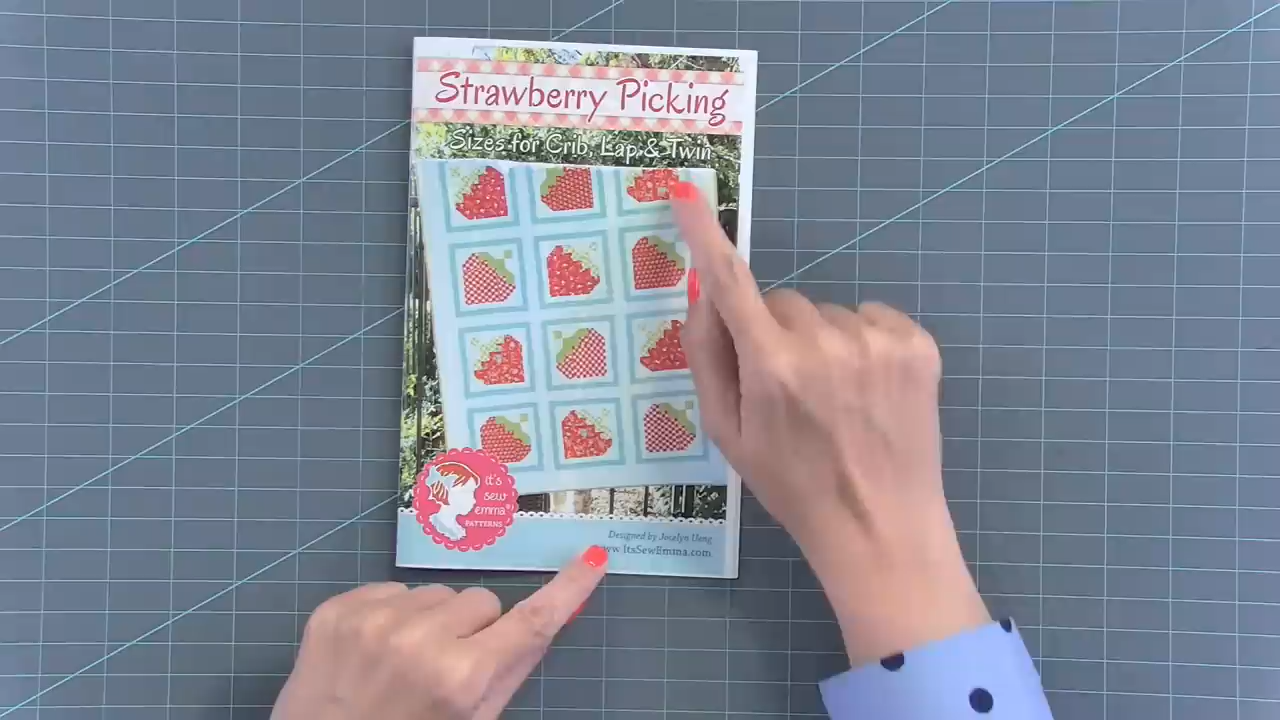 Strawberry Picking
Sizes for Crib, Lap & Twin
it's
sew
emma
PATTERNS
Designed by Jocelyn Ueng
www.ItsSewEmma.com